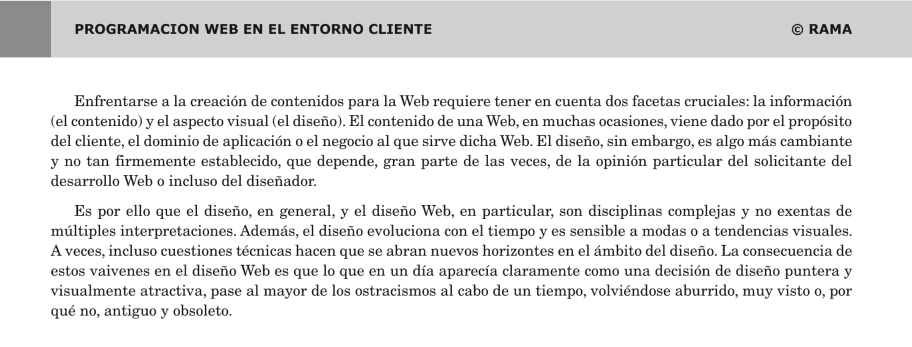 PROGRAMACION WEB EN EL ENTORNO CLIENTE
© RAMA
Enfrentarse a la creación de contenidos para la Web requiere tener en cuenta dos facetas cruciales: la información
(el contenido) y el aspecto visual (el diseño). El contenido de una Web, en muchas ocasiones, viene dado por el propósito
del cliente, el dominio de aplicación o el negocio al que sirve dicha Web. El diseño, sin embargo, es algo más cambiante
y no tan firmemente establecido, que depende, gran parte de las veces, de la opinión particular del solicitante del
desarrollo Web o incluso del diseñador.
Es por ello que el diseño, en general, y el diseño Web, en particular, son disciplinas complejas y no exentas de
múltiples interpretaciones. Además, el diseño evoluciona con el tiempo y es sensible a modas o a tendencias visuales.
A veces, incluso cuestiones técnicas hacen que se abran nuevos horizontes en el ámbito del diseño. La consecuencia de
estos vaivenes en el diseño Web es que lo que en un día aparecía claramente como una decisión de diseño puntera y
visualmente atractiva, pase al mayor de los ostracismos al cabo de un tiempo, volviéndose aburrido, muy visto o, por
qué no, antiguo y obsoleto.